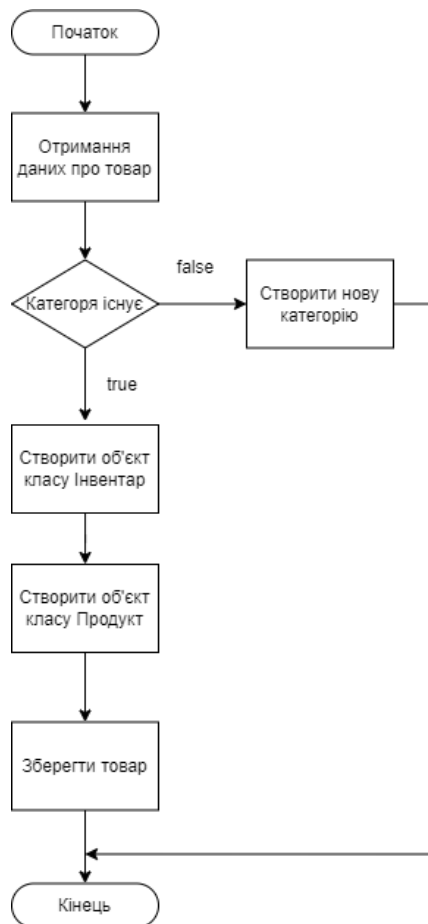 Початок
Отримання
даних про товар
Категоря існує
false
Створити нову
категорію
true
Створити об'єкт
класу Інвентар
Створити об'єкт
класу Продукт
Зберегти товар
Кінець